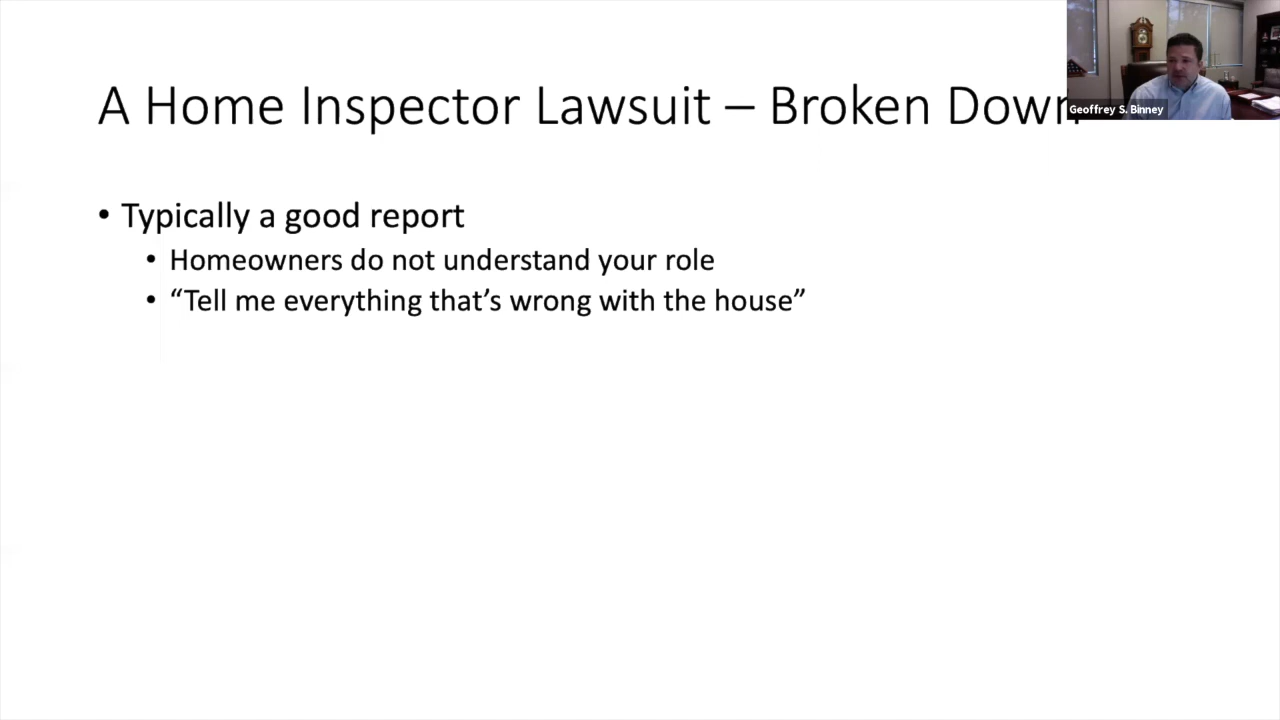 A Home Inspector Lawsuit – Broken Down
Geoffrey S. Binney
• Typically a good report
• Homeowners do not understand your role
• “Tell me everything that’s wrong with the house”